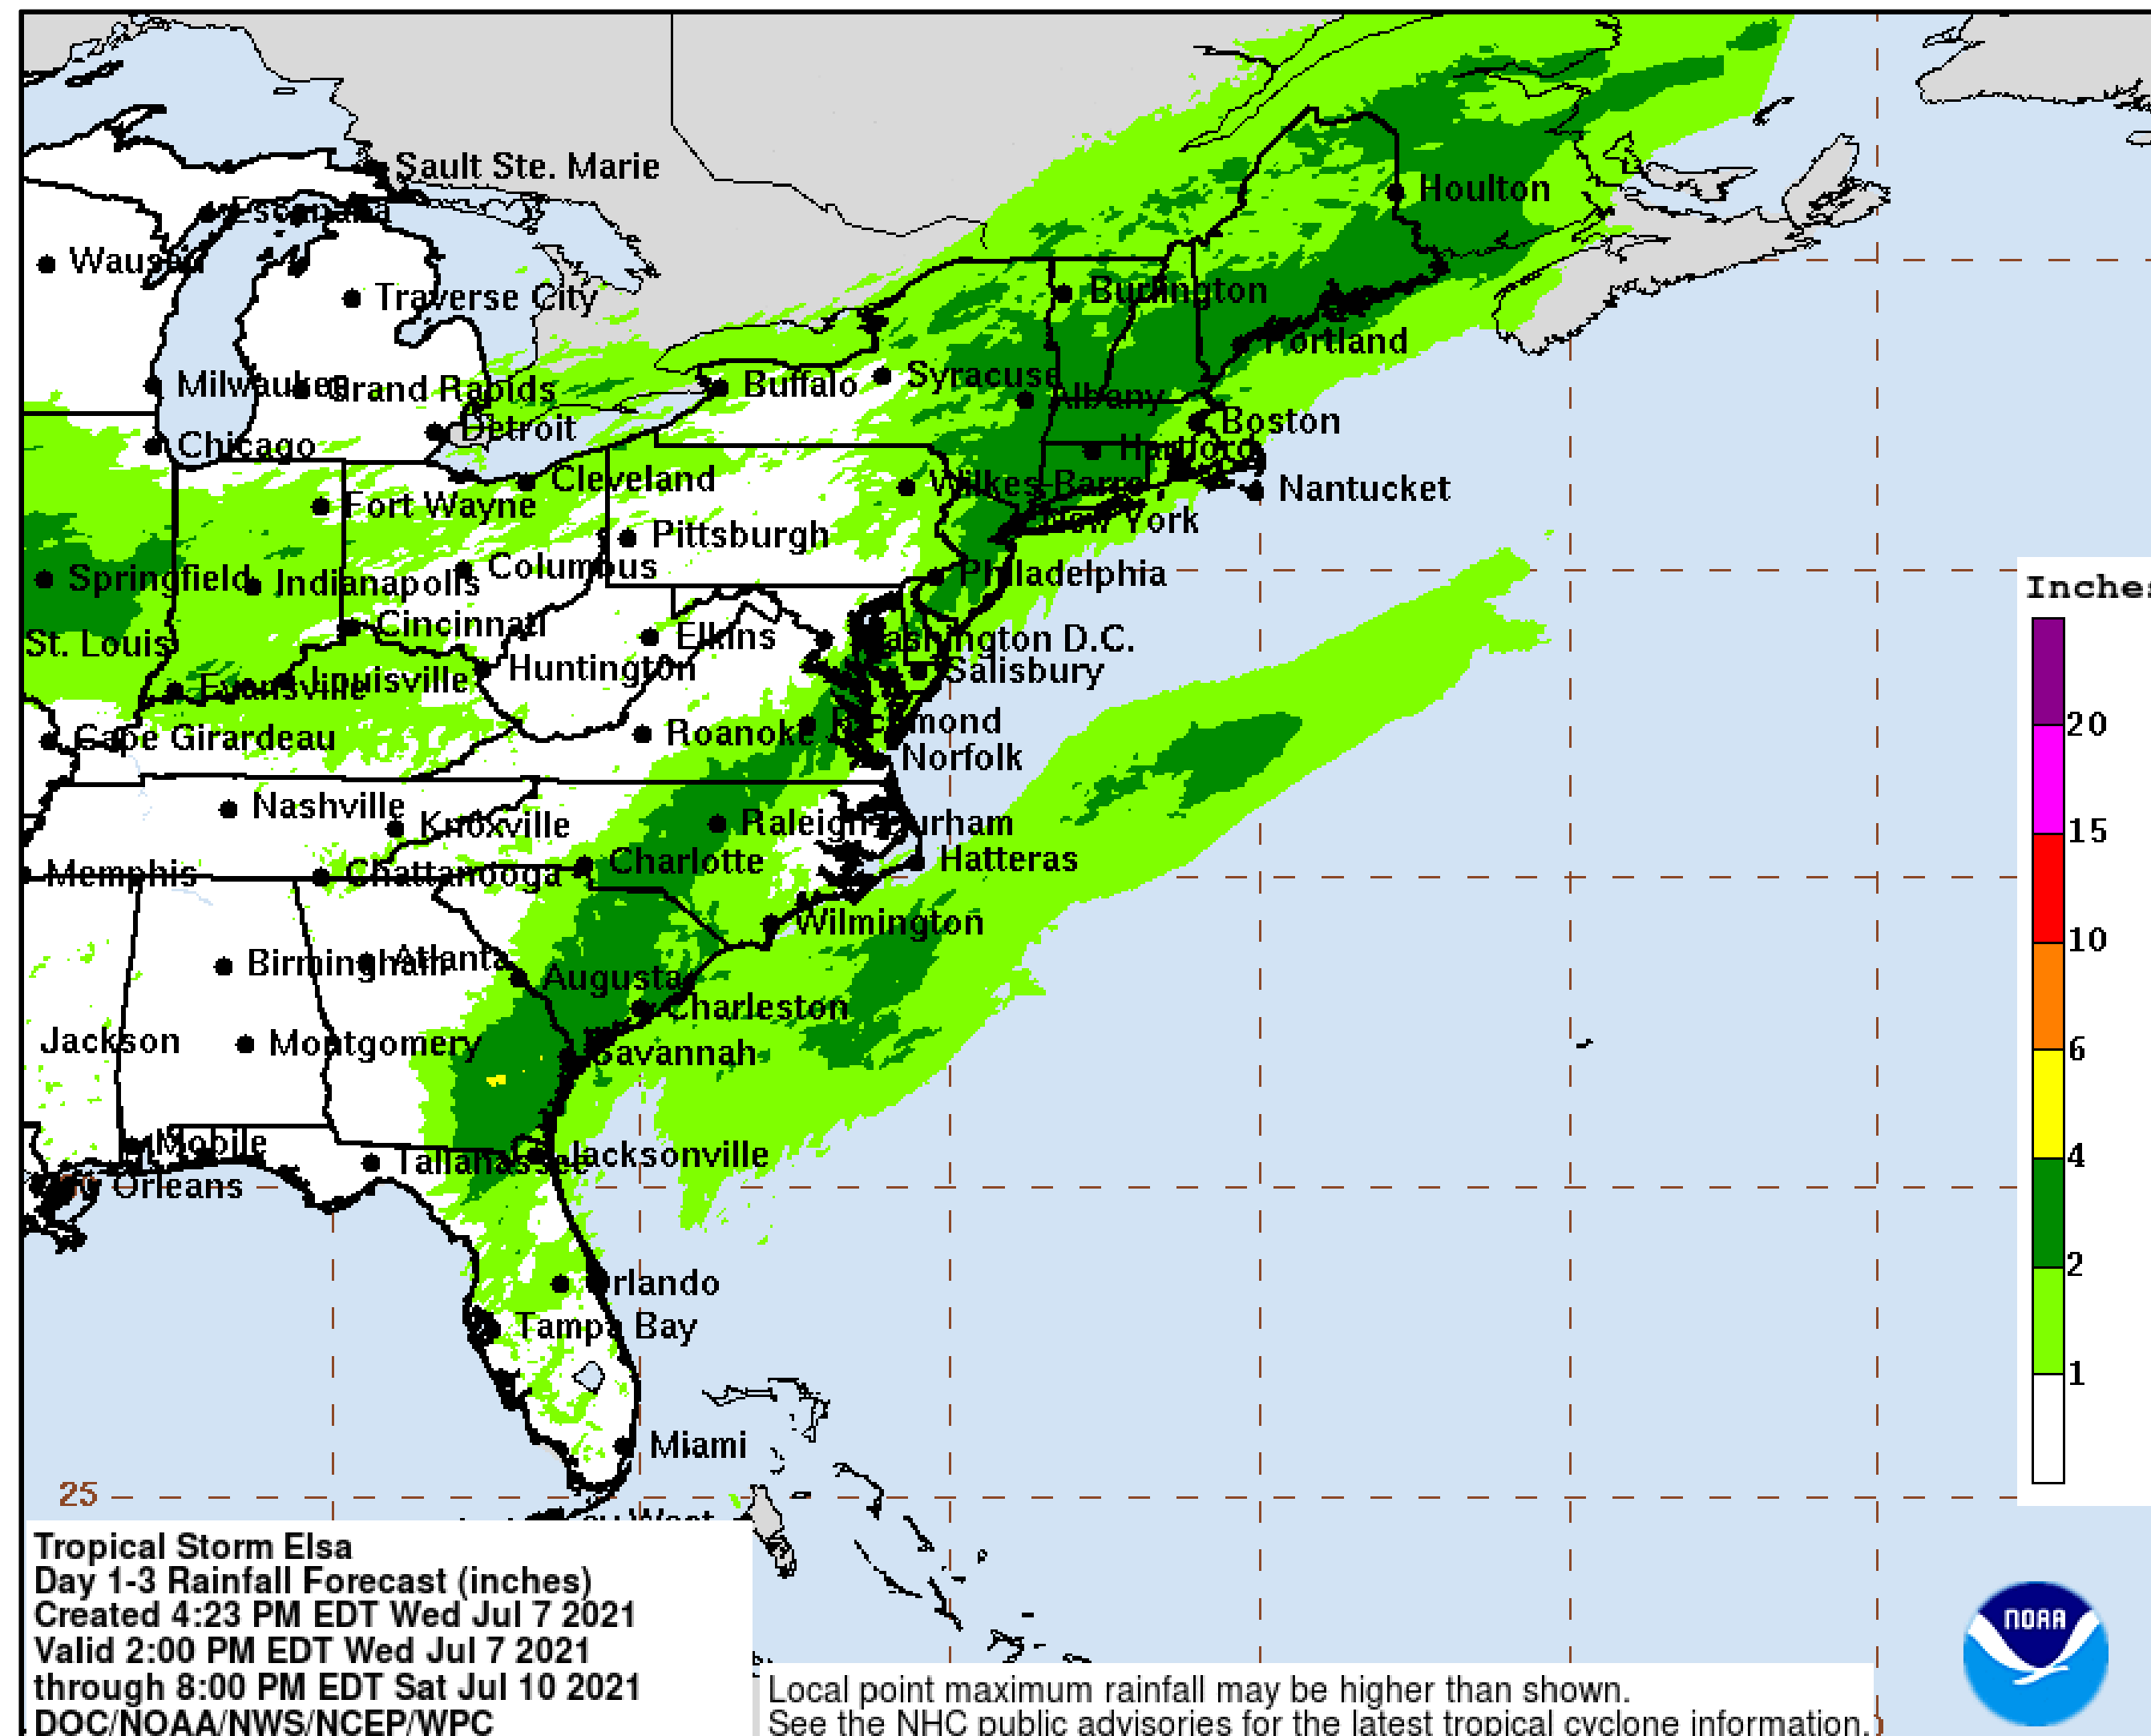 Sault Ste. Marie
Escanaba
Houlton
Wausau
Traverse City
Burlington
Portland
Milwaukee
Grand Rapids
Buffalo
Syracuse
Albany
Detroit
Boston
Chicago
Hartford
Cleveland
Wilkes-Barre
Nantucket
Fort Wayne
New York
Pittsburgh
Columbus
Philadelphia
Springfield
Indianapolis
Inches
Cincinnati
Elkins
Washington D.C.
St. Louis
Huntington
Salisbury
Evansville
Louisville
Richmond
20
Cape Girardeau
Roanoke
Norfolk
Nashville
Knoxville
Raleigh-Durham
15
Memphis
Chattanooga
Charlotte
Hatteras
Wilmington
10
Birmingham
Atlanta
Augusta
Charleston
Jackson
Montgomery
Savannah
6
Mobile
Tallahassee
Jacksonville
4
Orleans
Orlando
2
Tampa Bay
1
Miami
25
Key West
Tropical Storm Elsa
Day 1-3 Rainfall Forecast (inches)
Created 4:23 PM EDT Wed Jul 7 2021
Valid 2:00 PM EDT Wed Jul 7 2021
through 8:00 PM EDT Sat Jul 10 2021
DOC/NOAA/NWS/NCEP/WPC
Local point maximum rainfall may be higher than shown.
See the NHC public advisories for the latest tropical cyclone information.
NOAA